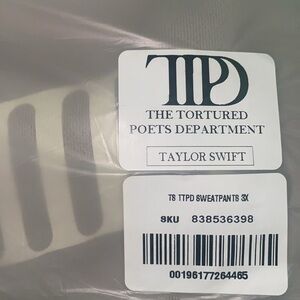 TTPD
THE TORTURED
POETS DEPARTMENT
TAYLOR SWIFT
TS TTPD SWEATPANTS 3X
SKU 838536398
00196177264465